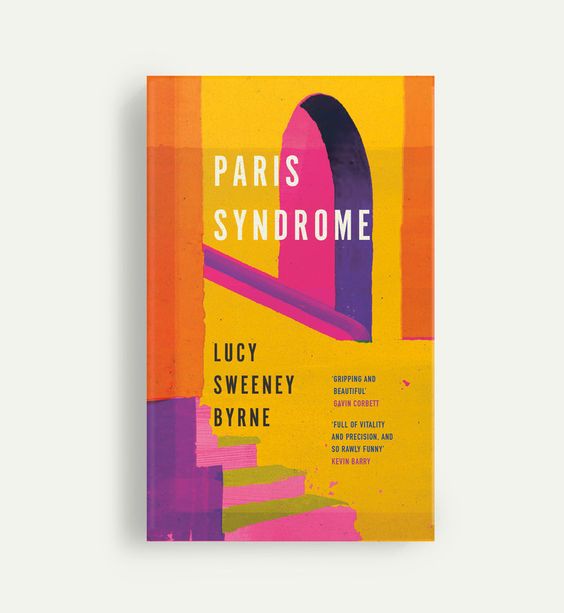 PARIS
SYNDROME
LUCY
SWEENEY
BYRNE
'GRIPPING AND
BEAUTIFUL'
GAVIN CORBETT
'FULL OF VITALITY
AND PRECISION, AND
SO RAWLY FUNNY'
KEVIN BARRY